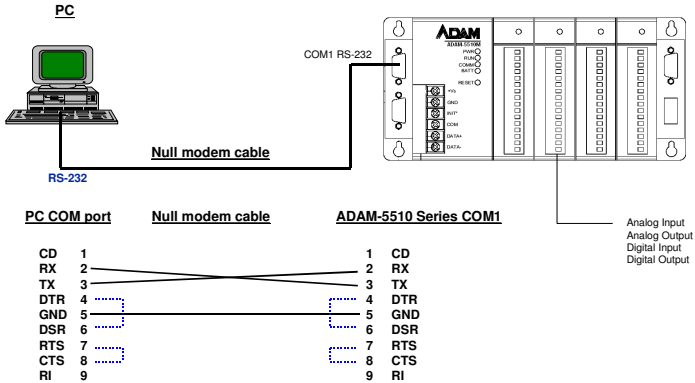 PC
COM1 RS-232
ADAM
ADAM-5510M
PWR
RUN
COMM
BATT
RESET
+Vs
GND
INIT*
COM
DATA+
DATA-
Null modem cable
RS-232
Analog Input
Analog Output
Digital Input
Digital Output
PC COM port Null modem cable ADAM-5510 Series COM1
CD 1 1 CD
RX 2 2 RX
TX 3 3 TX
DTR 4 4 DTR
GND 5 5 GND
DSR 6 6 DSR
RTS 7 7 RTS
CTS 8 8 CTS
RI 9 9 RI